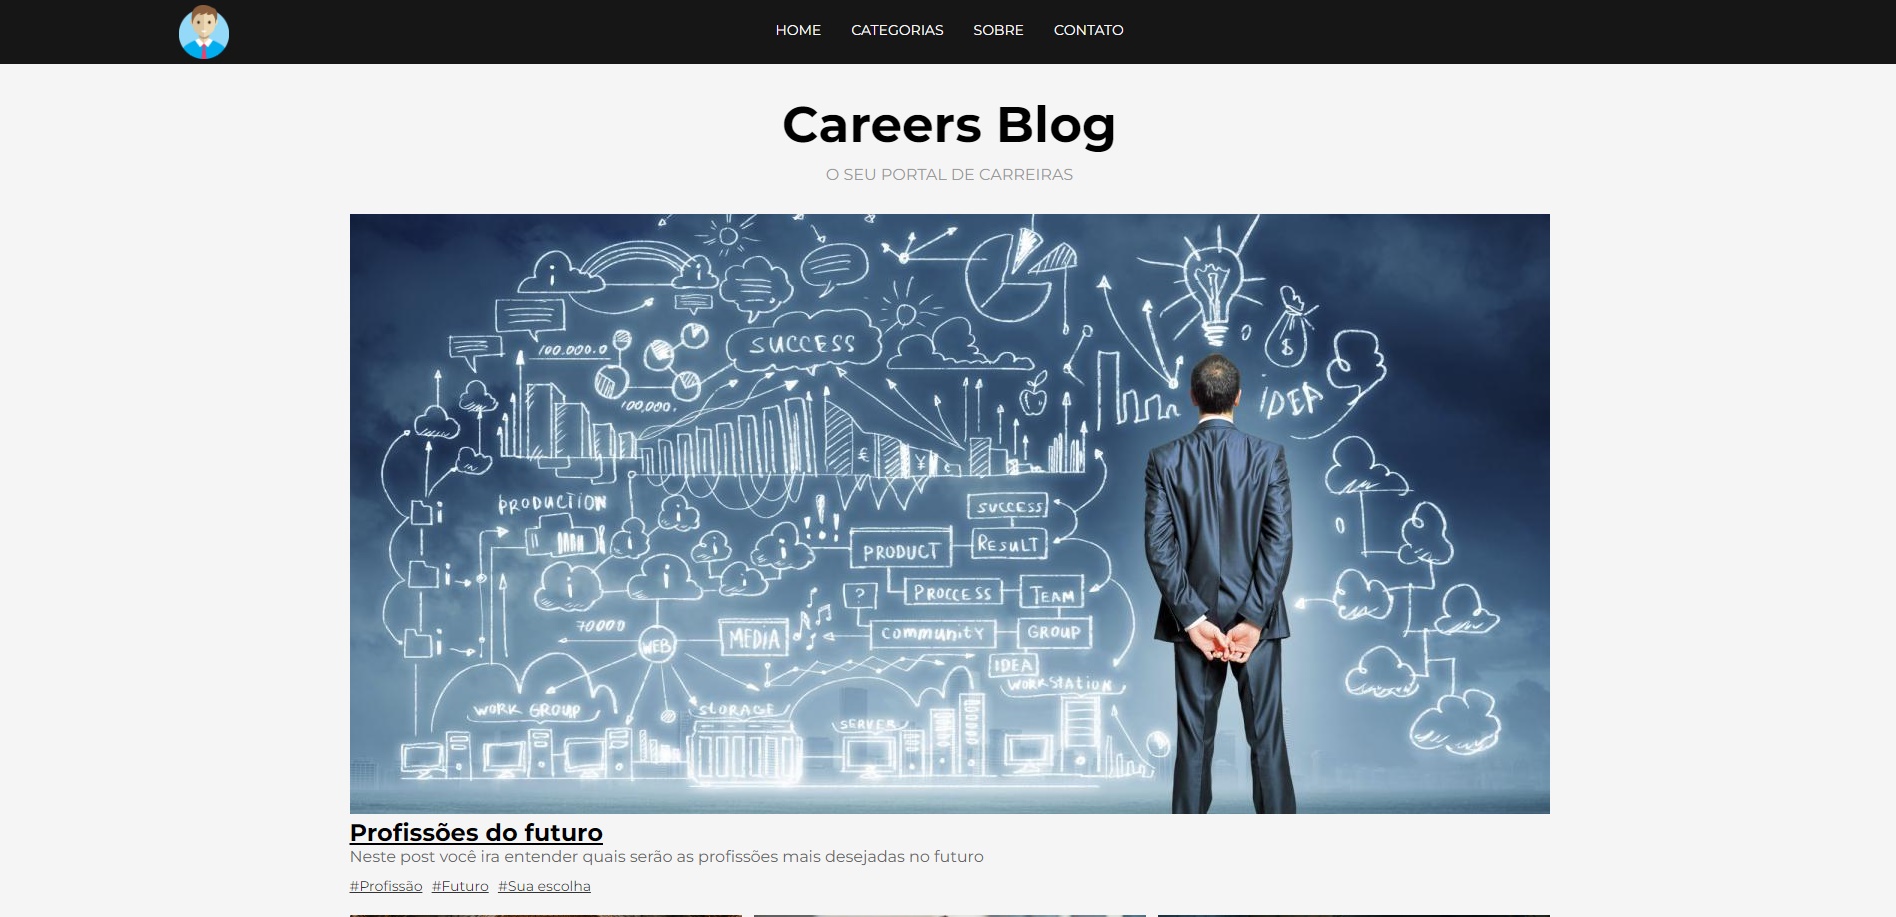 HOME CATEGORIAS SOBRE CONTATO
Careers Blog
O SEU PORTAL DE CARREIRAS
SUCCESS
100.000.0
100,000.
IDEA
$
£
¥
PRODUCTION
SUCCESS
PRODUCT
RESULT
?
PROCCESS
TEAM
70000
WEB
MEDIA
COMMUNITY
GROUP
IDEA
WORKSTATION
WORK GROUP
STORAGE
SERVER
Profissões do futuro
Neste post você ira entender quais serão as profissões mais desejadas no futuro
#Profissão #Futuro #Sua escolha